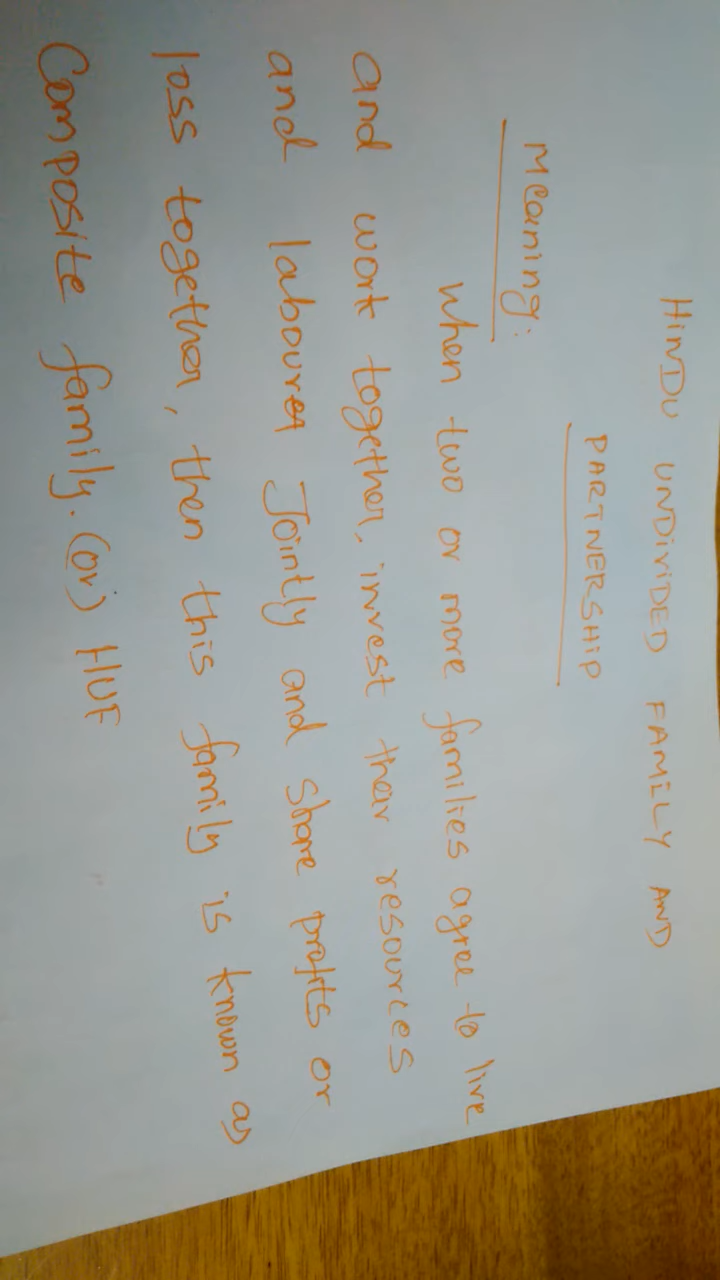 HINDU UNDIVIDED FAMILY AND
PARTNERSHIP
Meaning:
When two or more families agree to live
and work together, invest their resources
and labourer Jointly and share profits or
loss together, then this family is known as
Composite family. (or) HUF